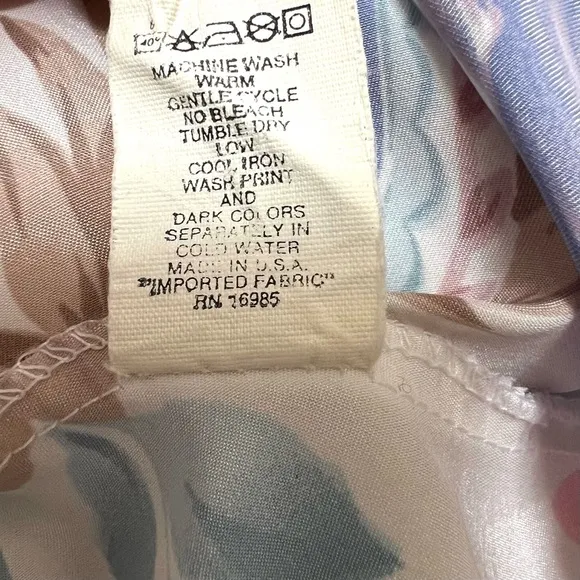 40°
MACHINE WASH
WARM
GENTLE CYCLE
NO BLEACH
TUMBLE DRY
LOW
COOL IRON
WASH PRINT
AND
DARK COLORS
SEPARATELY IN
COLD WATER
MADE IN U.S.A.
"IMPORTED FABRIC"
RN 16985